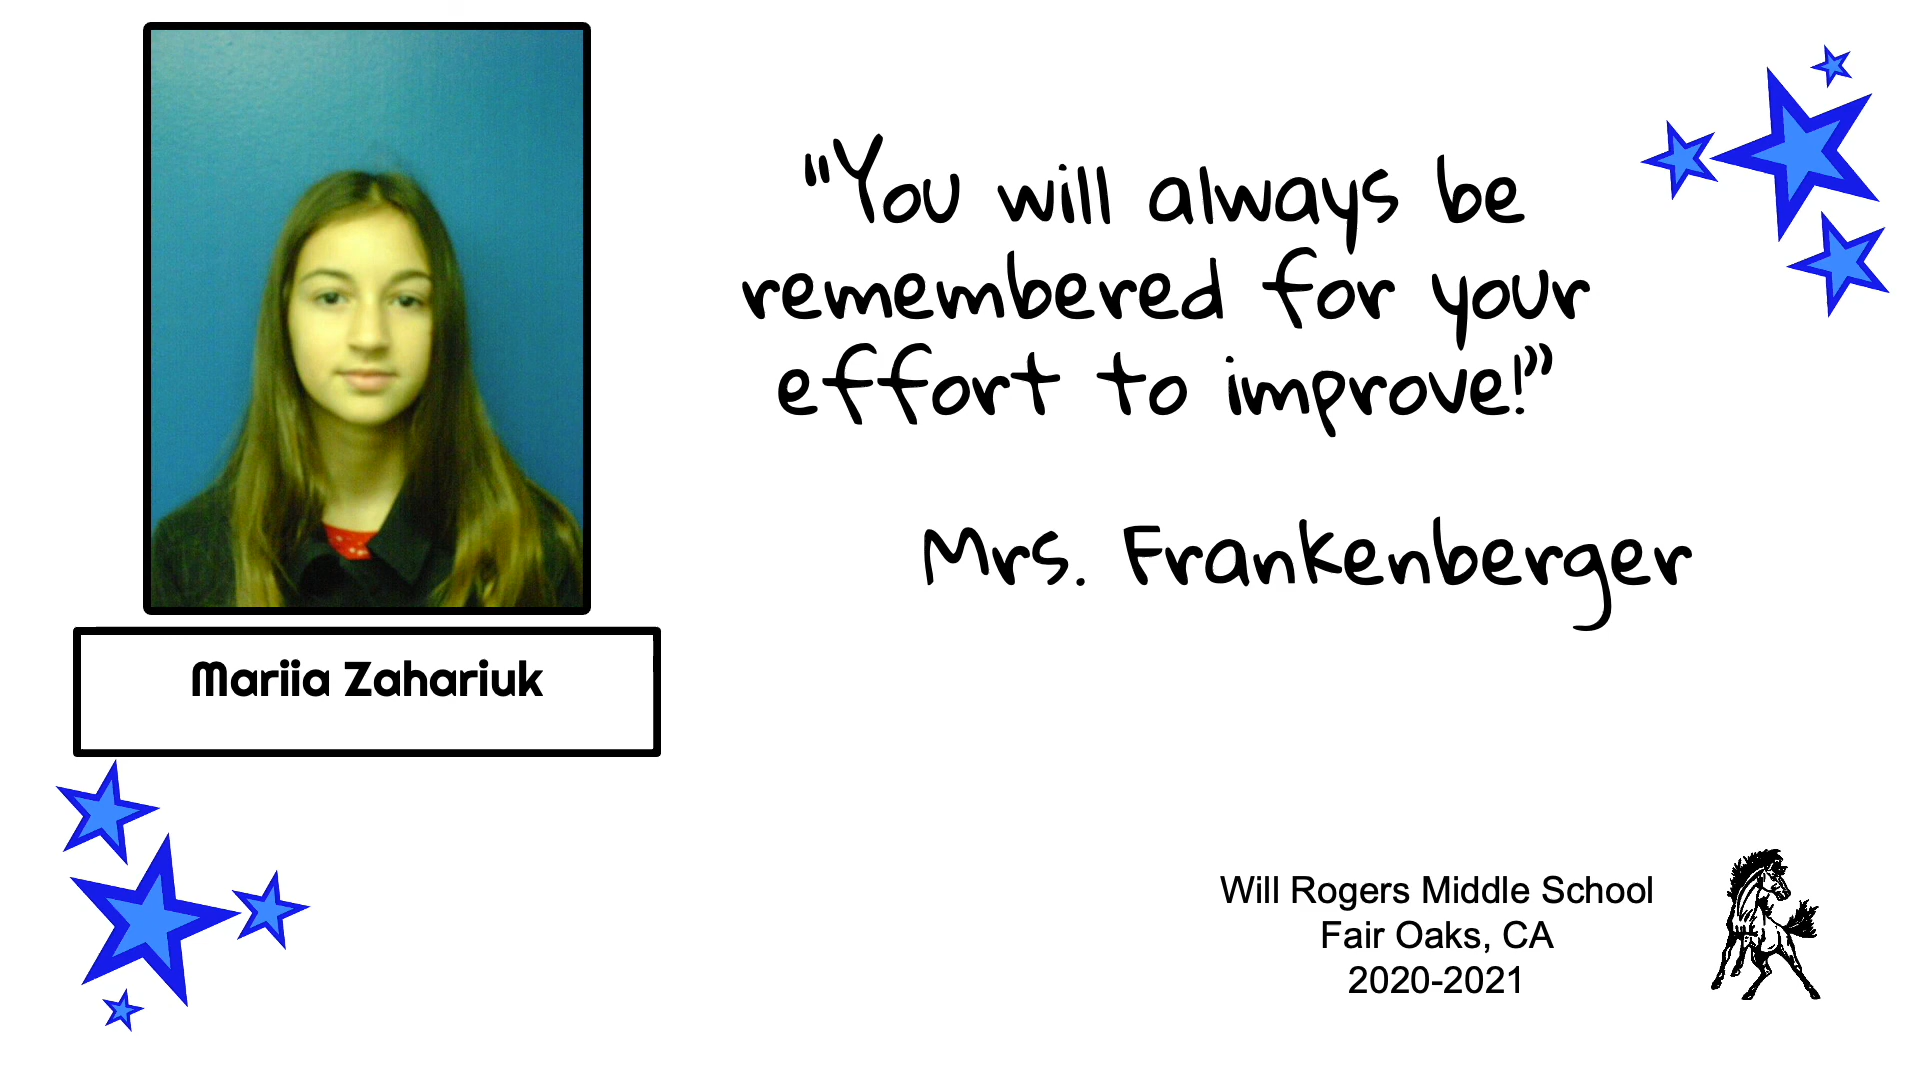 Mariia Zahariuk
“You will always be
remembered for your
effort to improve!”
Mrs. Frankenberger
Will Rogers Middle School
Fair Oaks, CA
2020-2021